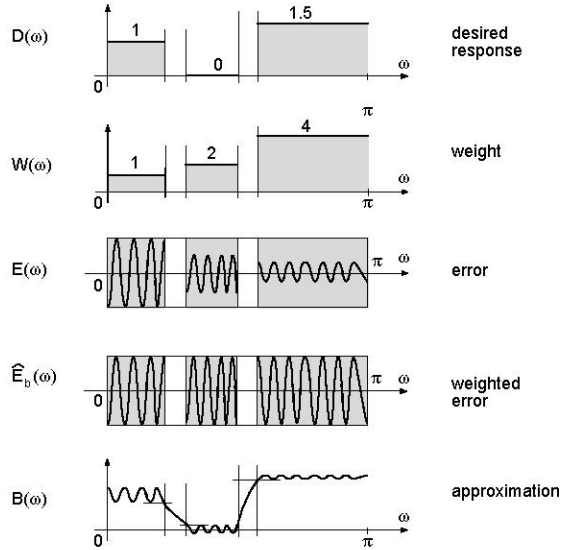 D(ω) 1 0 1.5 desired
response
0 ω
π
W(ω) 1 2 4 weight
0 ω
π
E(ω) 0 π ω error
Ê_b(ω) 0 π ω weighted
error
B(ω) approximation
0 ω
π